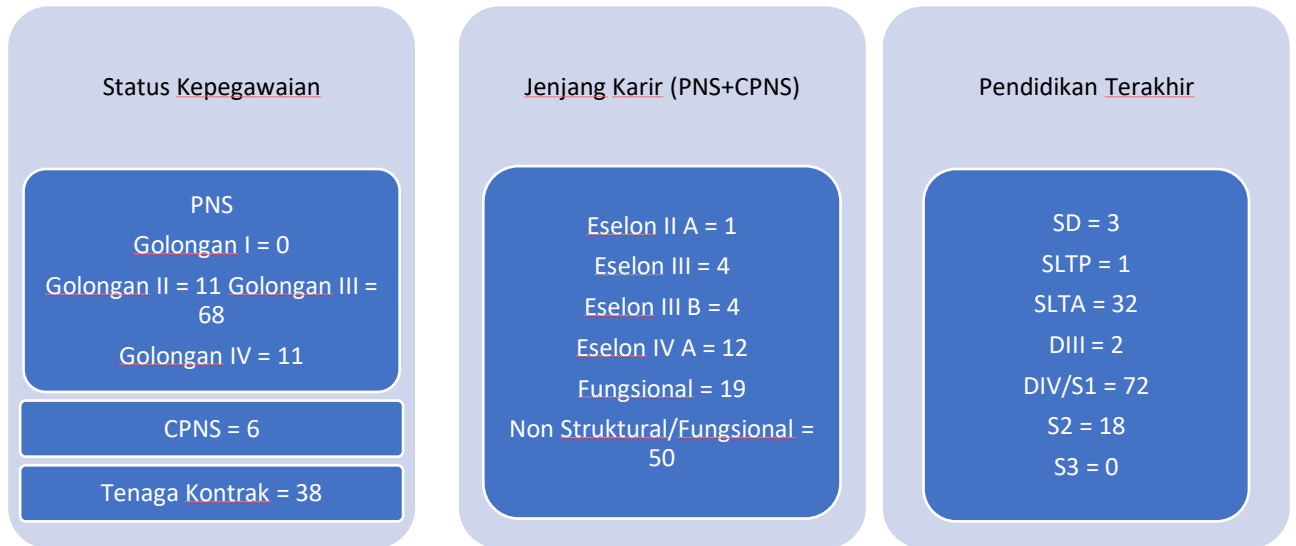 Status Kepegawaian
PNS
Golongan I = 0
Golongan II = 11 Golongan III =
68
Golongan IV = 11
CPNS = 6
Tenaga Kontrak = 38
Jenjang Karir (PNS+CPNS)
Eselon II A = 1
Eselon III = 4
Eselon III B = 4
Eselon IV A = 12
Fungsional = 19
Non Struktural/Fungsional =
50
Pendidikan Terakhir
SD = 3
SLTP = 1
SLTA = 32
DIII = 2
DIV/S1 = 72
S2 = 18
S3 = 0